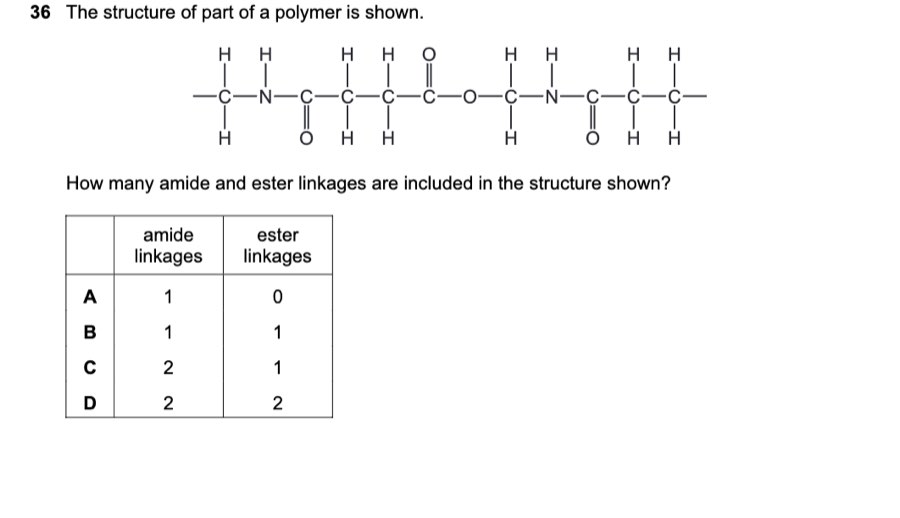 36 The structure of part of a polymer is shown.
H H H H O H H H H
C N C C C C O C N C C C
H O H H H O H H
How many amide and ester linkages are included in the structure shown?
amide linkages ester linkages
A 1 0
B 1 1
C 2 1
D 2 2